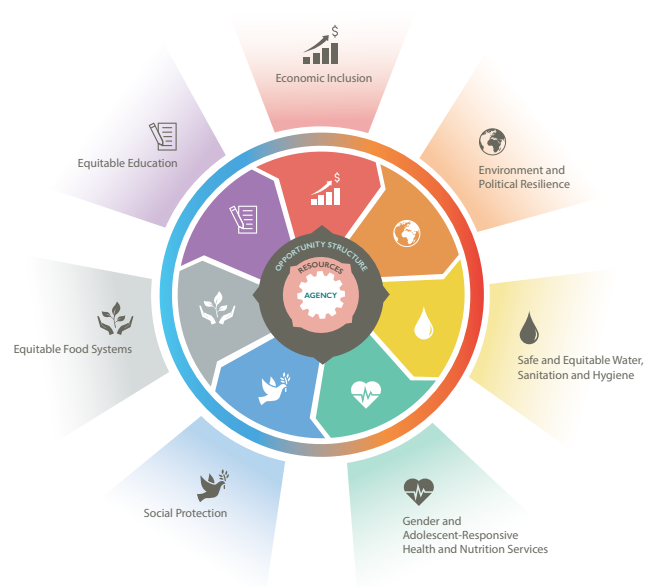 Economic Inclusion
Equitable Education
Environment and
Political Resilience
OPPORTUNITY STRUCTURE
RESOURCES
AGENCY
Equitable Food Systems
Safe and Equitable Water,
Sanitation and Hygiene
Social Protection
Gender and
Adolescent-Responsive
Health and Nutrition Services